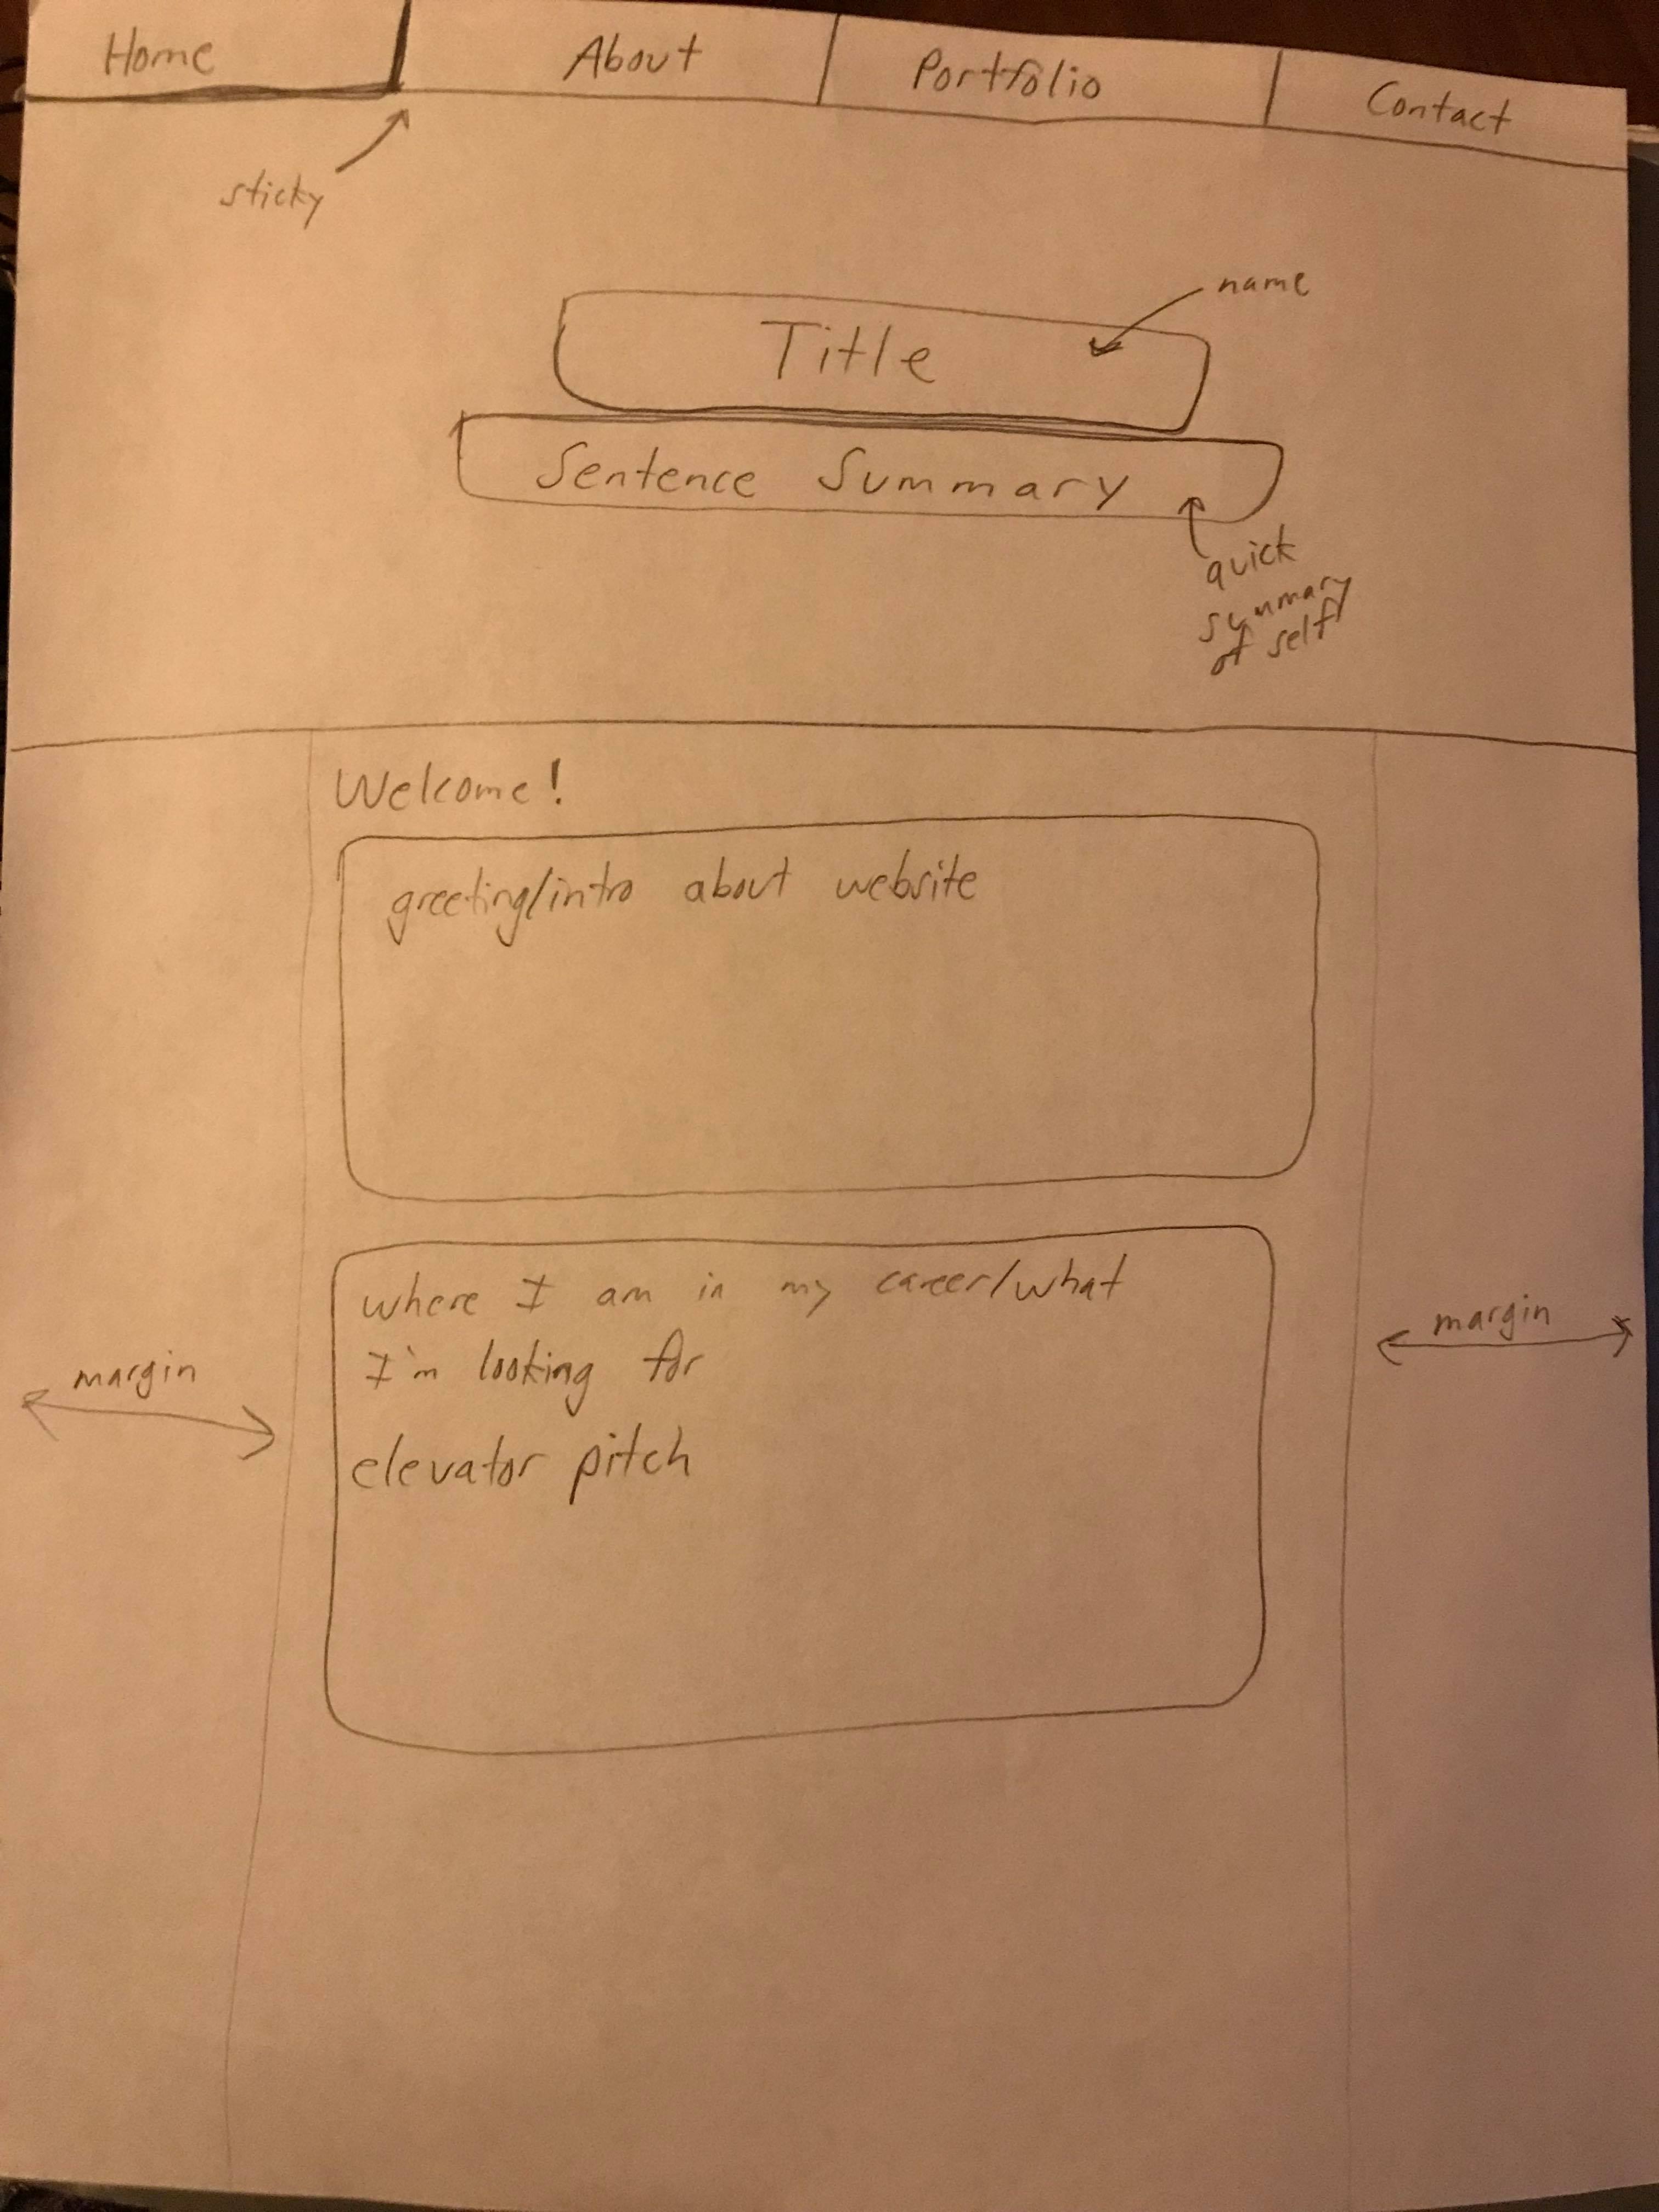 Home About Portfolio Contact
sticky
name
Title
Sentence Summary
quick
summary
of self
Welcome!
greeting/intro about website
where I am in my career/what
I'm looking for
margin
margin
elevator pitch